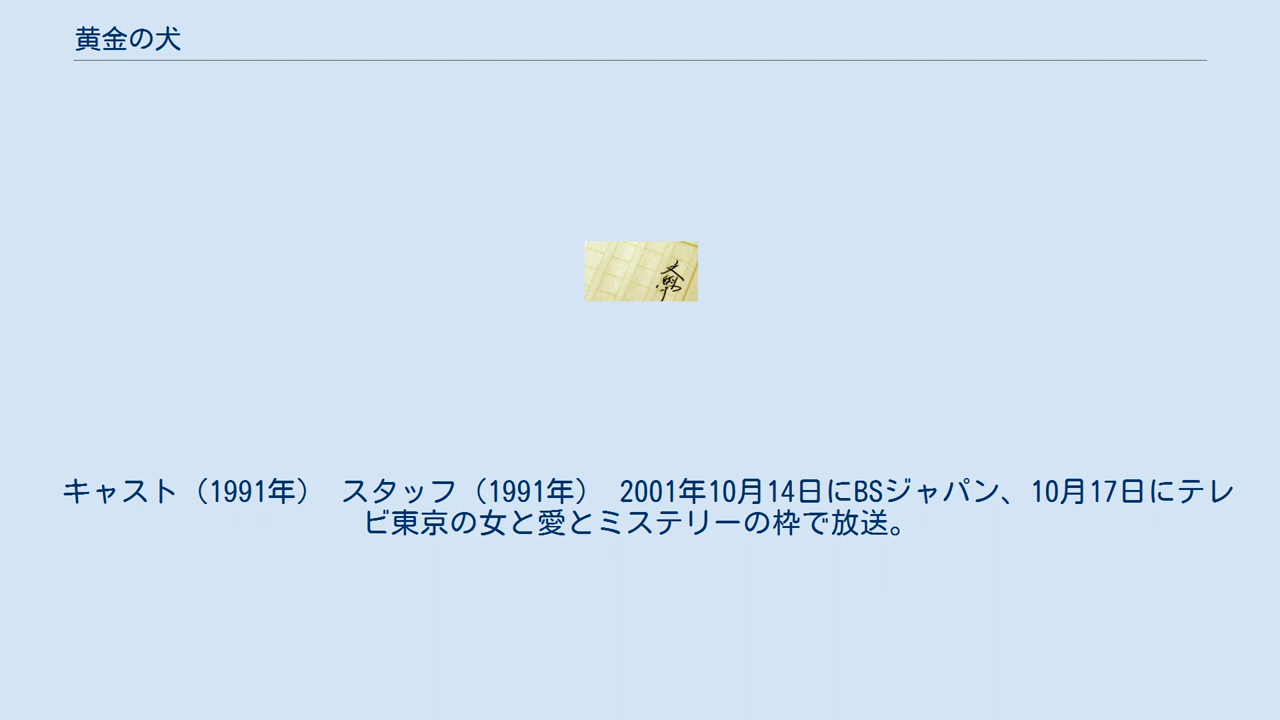 黄金の犬
キャスト（1991年） スタッフ（1991年） 2001年10月14日にBSジャパン、10月17日にテレ
ビ東京の女と愛とミステリーの枠で放送。